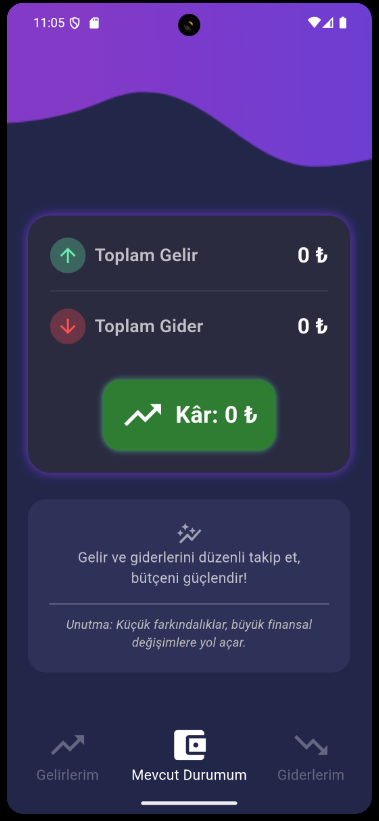 11:05
Toplam Gelir
0 ₺
Toplam Gider
0 ₺
Kâr: 0 ₺
Gelir ve giderlerini düzenli takip et,
bütçeni güçlendir!
Unutma: Küçük farkındalıklar, büyük finansal
değişimlere yol açar.
Gelirlerim
Mevcut Durumum
Giderlerim